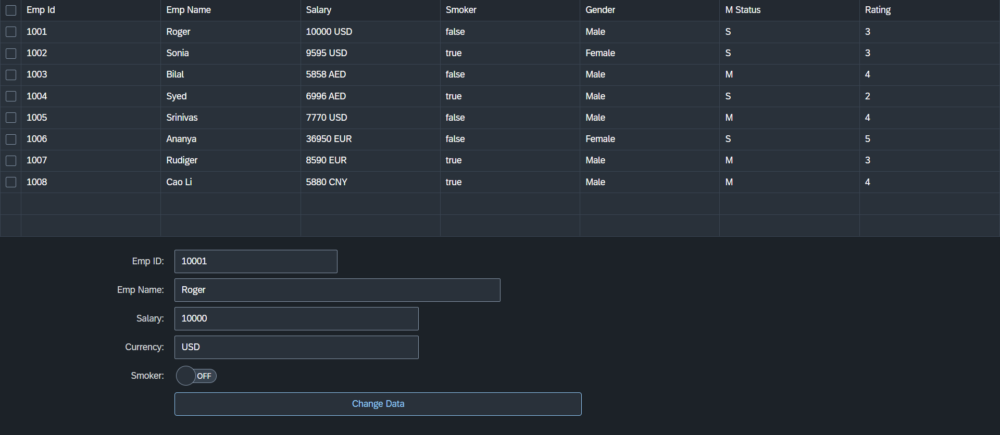 Emp Id Emp Name Salary Smoker Gender M Status Rating
1001 Roger 10000 USD false Male S 3
1002 Sonia 9595 USD true Female S 3
1003 Bilal 5858 AED false Male M 4
1004 Syed 6996 AED true Male S 2
1005 Srinivas 7770 USD false Male M 4
1006 Ananya 36950 EUR false Female S 5
1007 Rudiger 8590 EUR true Male M 3
1008 Cao Li 5880 CNY true Male M 4
Emp ID: 10001
Emp Name: Roger
Salary: 10000
Currency: USD
Smoker: OFF
Change Data